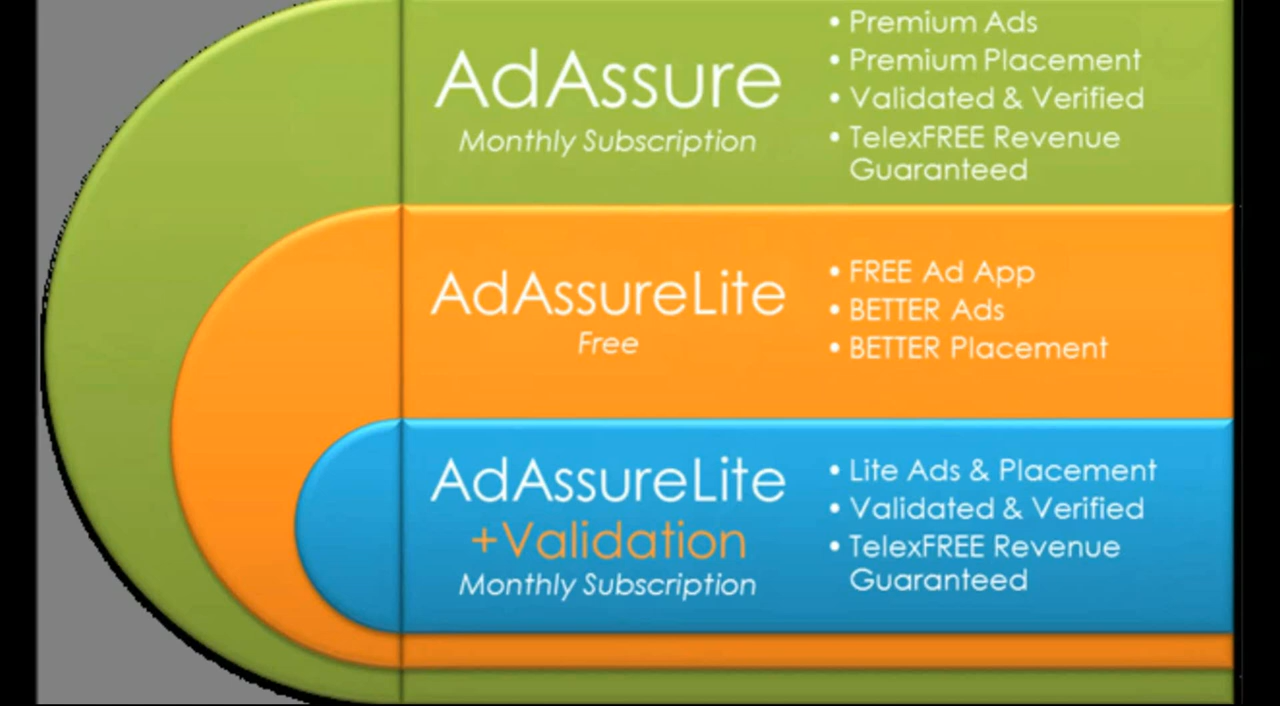 AdAssure
Monthly Subscription
• Premium Ads
• Premium Placement
• Validated & Verified
• TelexFREE Revenue
Guaranteed
AdAssureLite
Free
• FREE Ad App
• BETTER Ads
• BETTER Placement
AdAssureLite
+Validation
Monthly Subscription
• Lite Ads & Placement
• Validated & Verified
• TelexFREE Revenue
Guaranteed